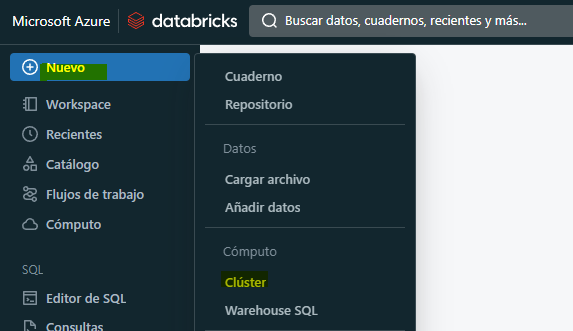 Microsoft Azure databricks Buscar datos, cuadernos, recientes y más...
Nuevo
Workspace
Recientes
Catálogo
Flujos de trabajo
Cómputo
SQL
Editor de SQL
Consultas
Cuaderno
Repositorio
Datos
Cargar archivo
Añadir datos
Cómputo
Clúster
Warehouse SQL